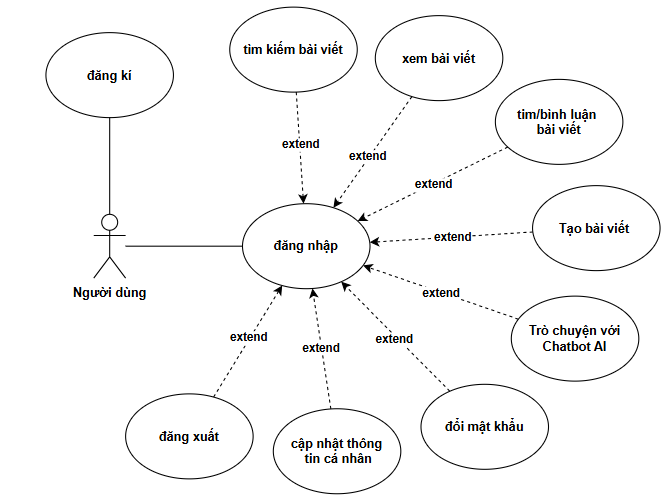 tìm kiếm bài viết
xem bài viết
đăng kí
tim/bình luận
bài viết
extend
extend
extend
Tạo bài viết
extend
đăng nhập
Người dùng
extend
Trò chuyện với
Chatbot AI
extend
extend
extend
đổi mật khẩu
đăng xuất
cập nhật thông
tin cá nhân